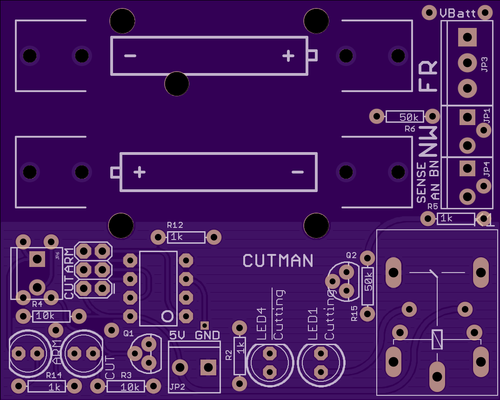 VBatt
JP3
FR
50k
R6
NW
JP1
SENSE
AN BN
JP4
R5
1k
R12
1k
CUTMAN
Q2
50k
R15
CUTARM
R4
10k
ARM
CUT
Q1
5V GND
JP2
R2
1k
LED4
Cutting
LED1
Cutting
R14
1k
R3
10k